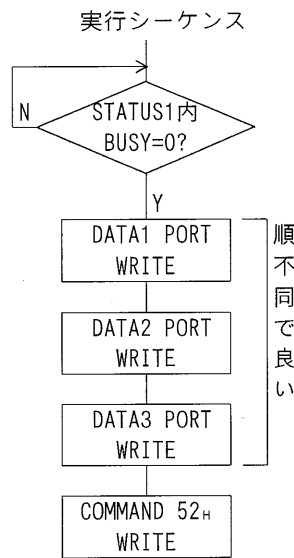 実行シーケンス
N
STATUS1内
BUSY=0?
Y
DATA1 PORT
WRITE
DATA2 PORT
WRITE
DATA3 PORT
WRITE
順不同で良い
COMMAND 52H
WRITE